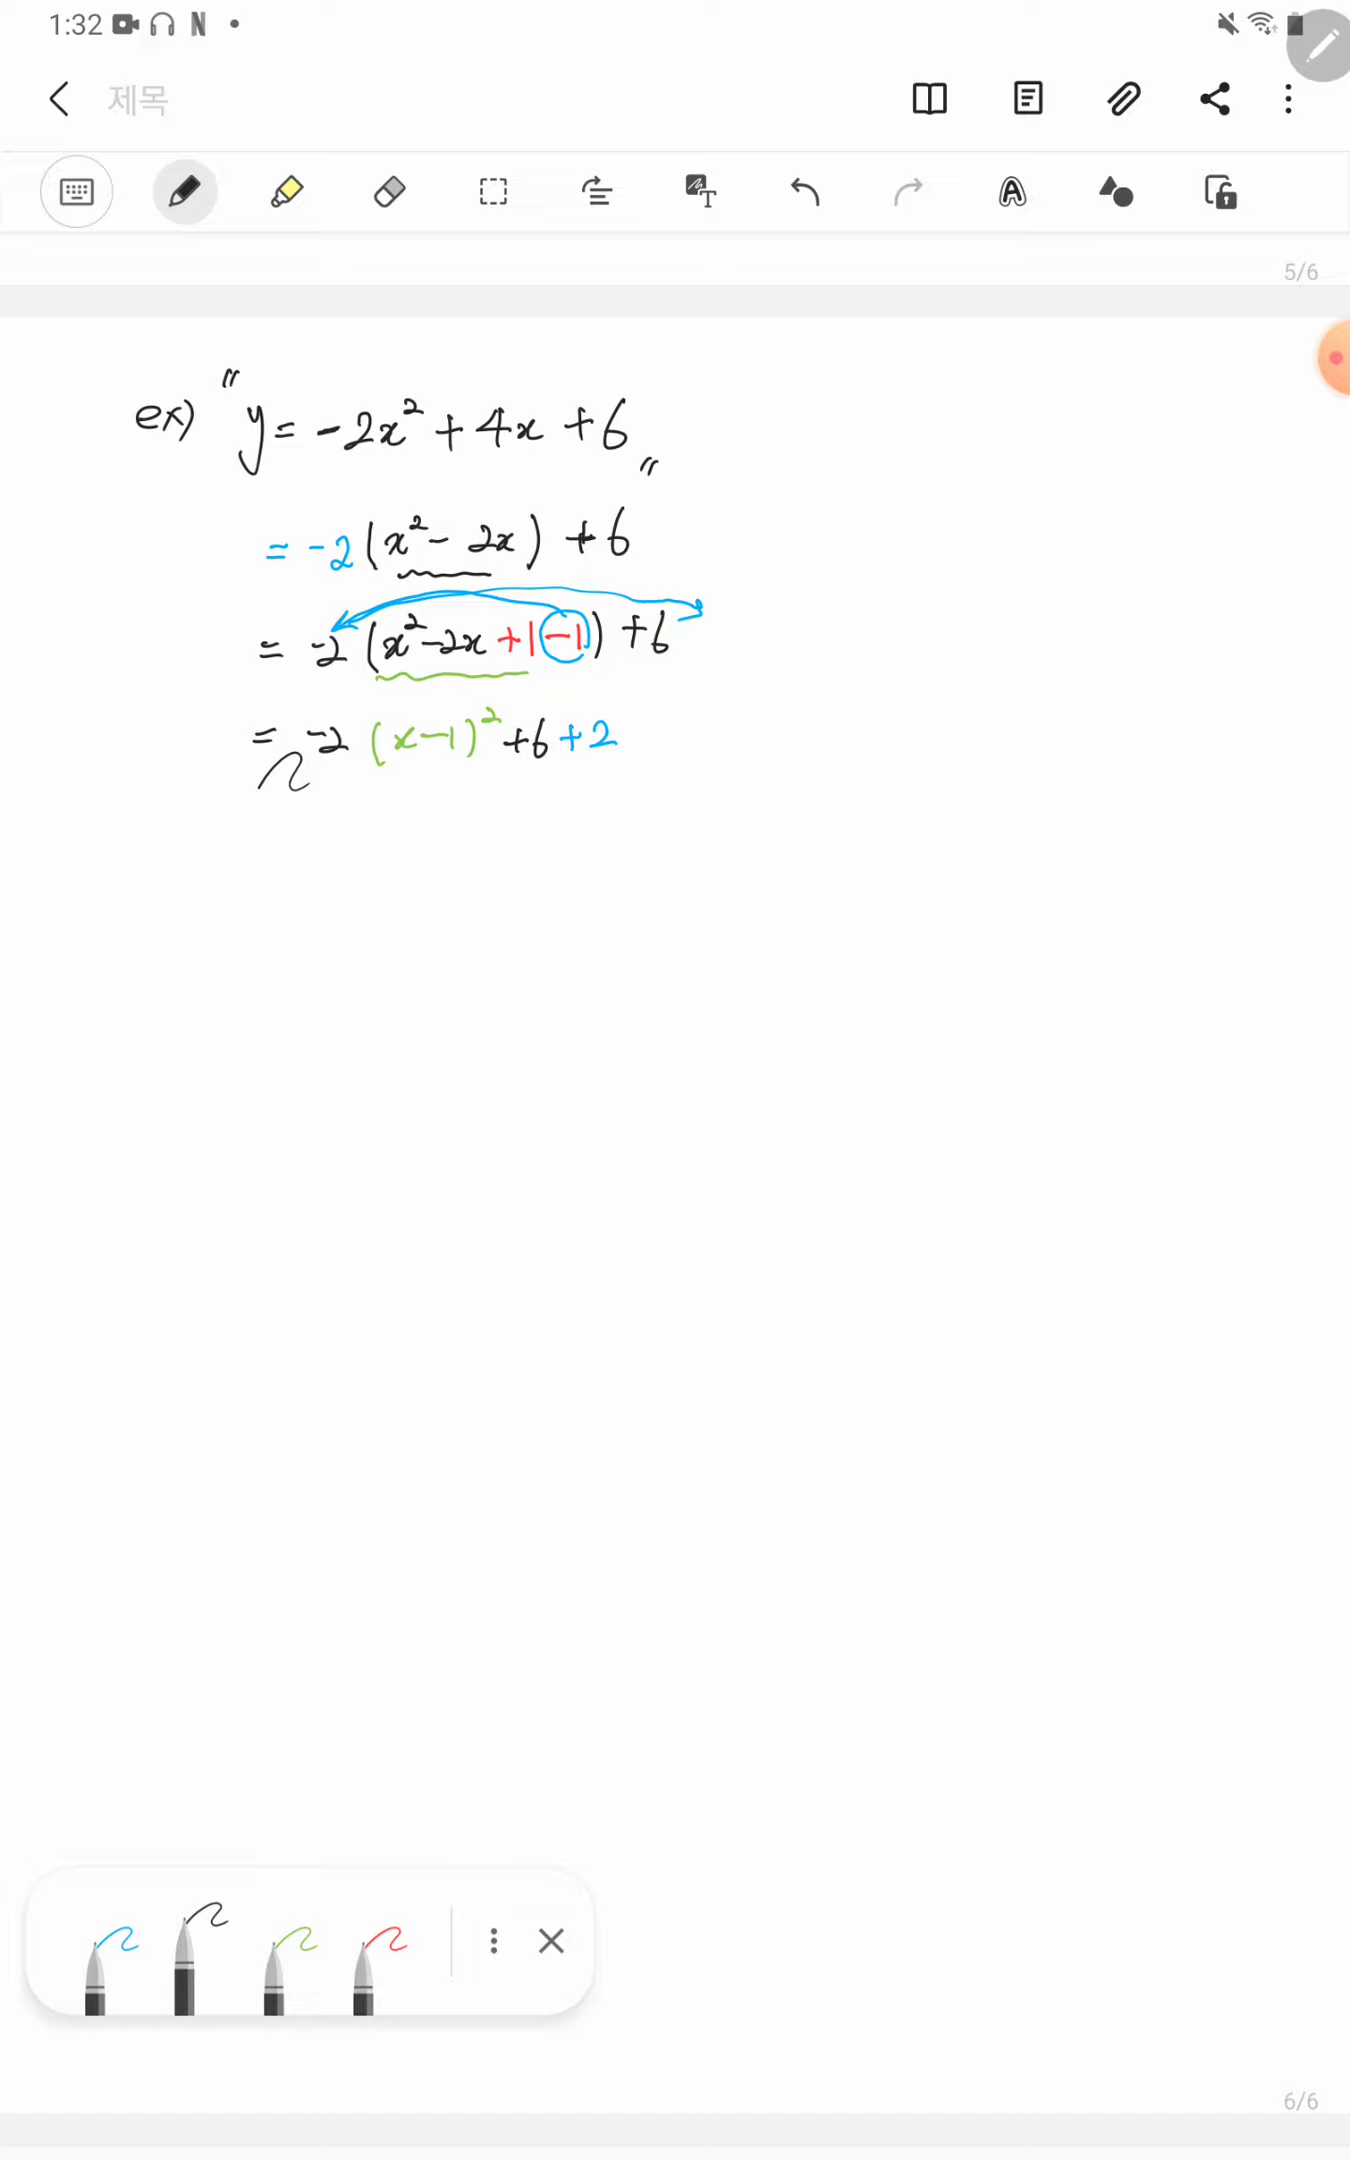 1:32 N
제목
5/6
ex) "y = -2x² + 4x + 6"
= -2(x² - 2x) + 6
= -2(x² - 2x + 1 - 1) + 6
= -2(x - 1)² + 6 + 2
6/6